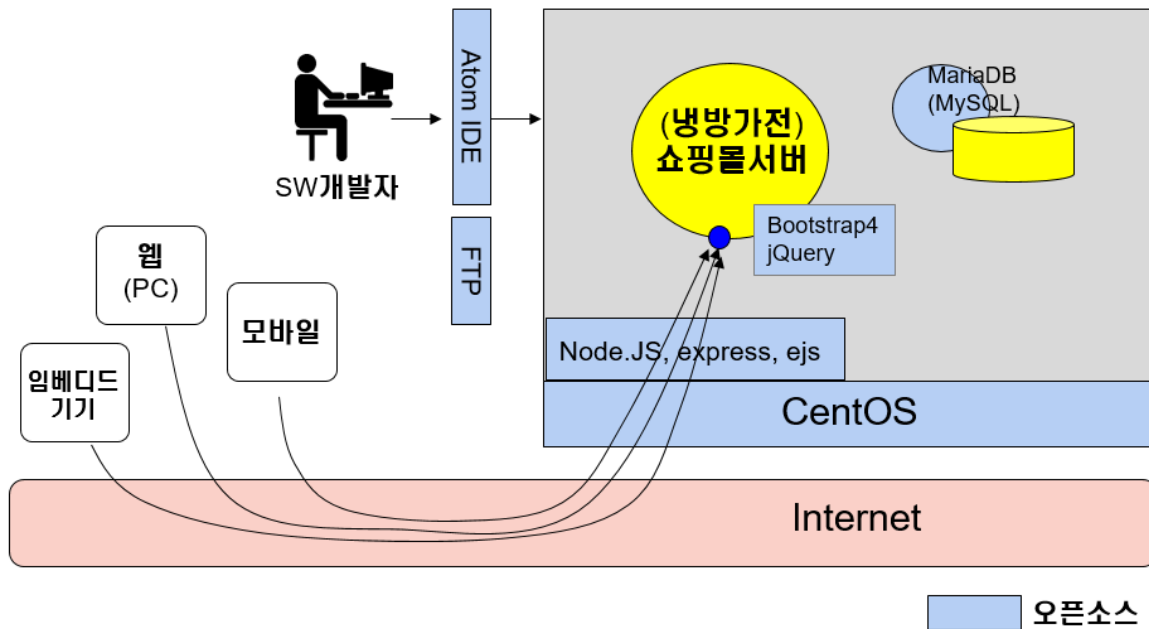 Atom IDE
MariaDB
(MySQL)
(냉방가전)
쇼핑몰서버
SW개발자
FTP
Bootstrap4
jQuery
웹
(PC)
모바일
임베디드
기기
Node.JS, express, ejs
CentOS
Internet
오픈소스